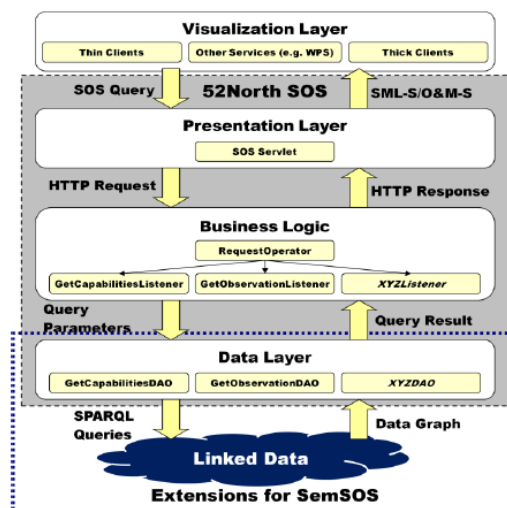 Visualization Layer
Thin Clients
Other Services (e.g. WPS)
Thick Clients
SOS Query
52North SOS
SML-S/O&M-S
Presentation Layer
SOS Servlet
HTTP Request
HTTP Response
Business Logic
RequestOperator
GetCapabilitiesListener
GetObservationListener
XYZListener
Query
Parameters
Query Result
Data Layer
GetCapabilitiesDAO
GetObservationDAO
XYZDAO
SPARQL
Queries
Data Graph
Linked Data
Extensions for SemSOS